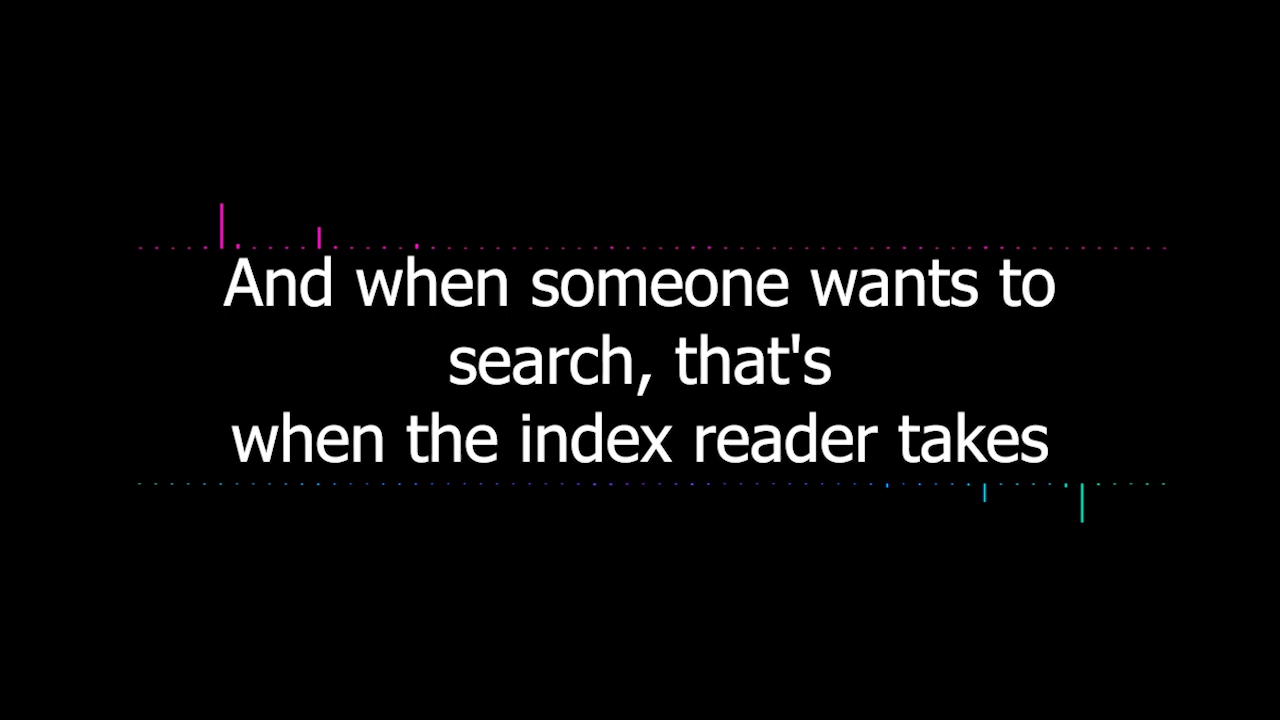 And when someone wants to
search, that's
when the index reader takes